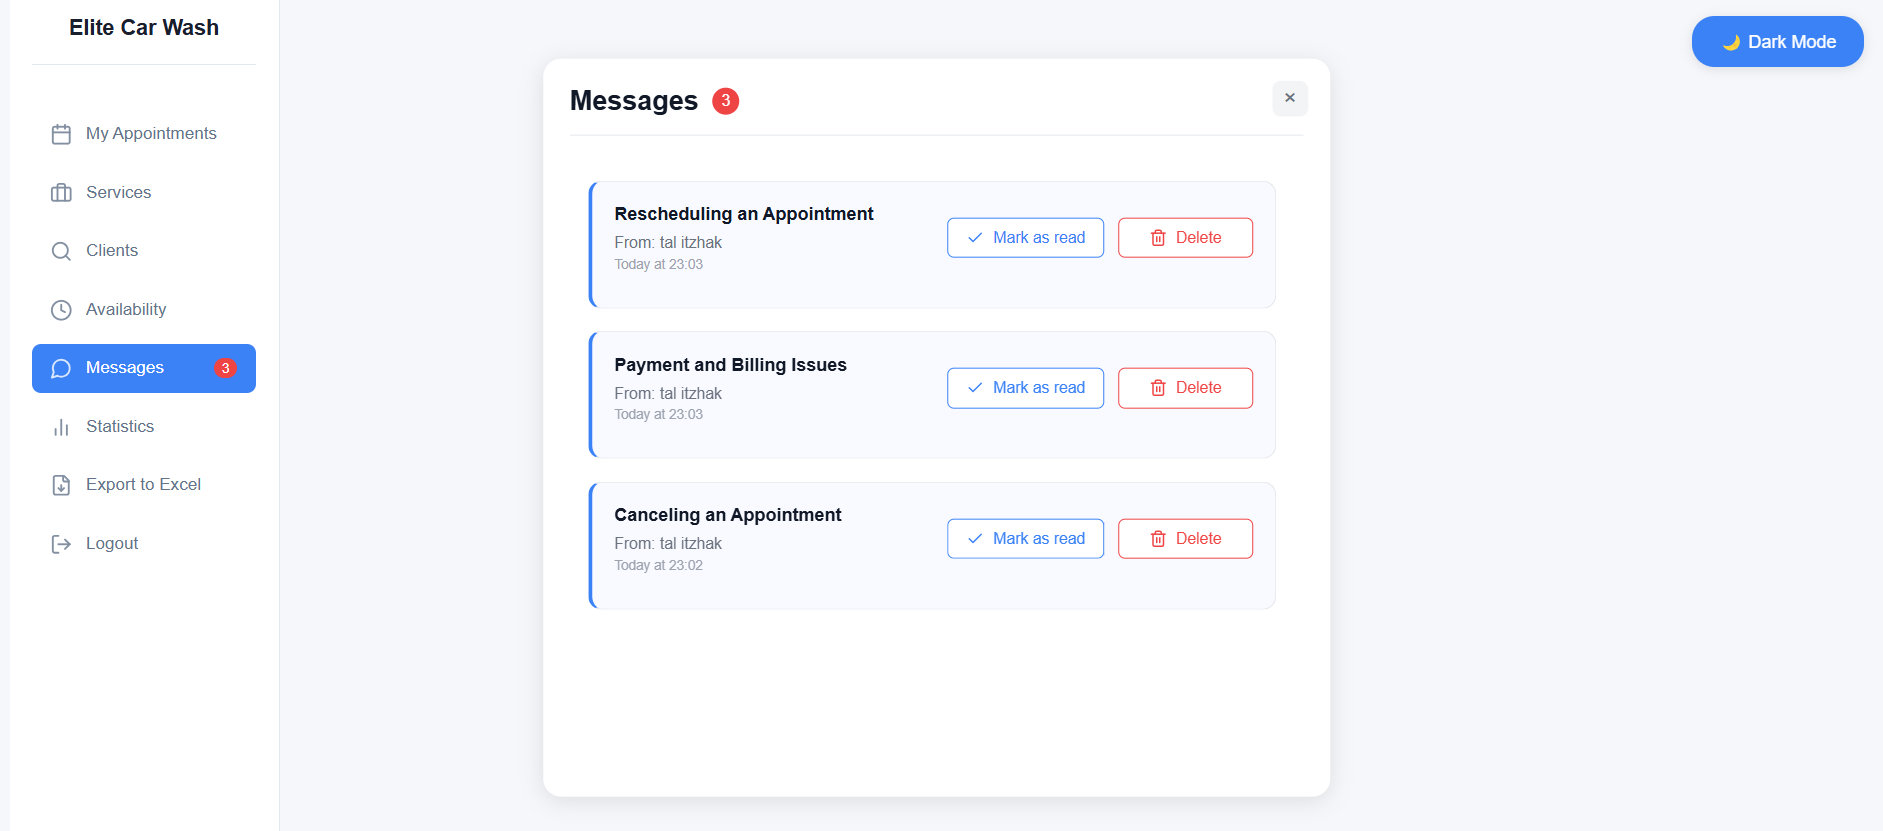 Elite Car Wash
🌙 Dark Mode
My Appointments
Services
Clients
Availability
Messages 3
Statistics
Export to Excel
Logout
Messages 3
×
Rescheduling an Appointment
From: tal itzhak
Today at 23:03
Mark as read
Delete
Payment and Billing Issues
From: tal itzhak
Today at 23:03
Mark as read
Delete
Canceling an Appointment
From: tal itzhak
Today at 23:02
Mark as read
Delete